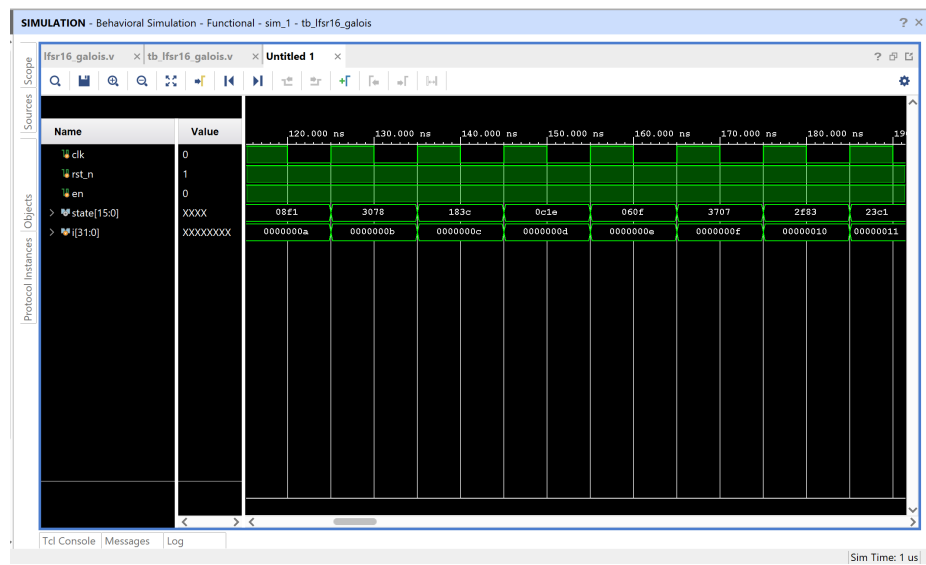 SIMULATION - Behavioral Simulation - Functional - sim_1 - tb_lfsr16_galois ? ×
lfsr16_galois.v × tb_lfsr16_galois.v × Untitled 1 × ?
Scope
Sources
Objects
Protocol Instances
Name Value
120.000 ns 130.000 ns 140.000 ns 150.000 ns 160.000 ns 170.000 ns 180.000 ns 19
clk 0
rst_n 1
en 0
state[15:0] XXXX 08f1 3078 183c 0c1e 060f 3707 2f83 23c1
i[31:0] XXXXXXXX 0000000a 0000000b 0000000c 0000000d 0000000e 0000000f 00000010 00000011
Tcl Console Messages Log
Sim Time: 1 us